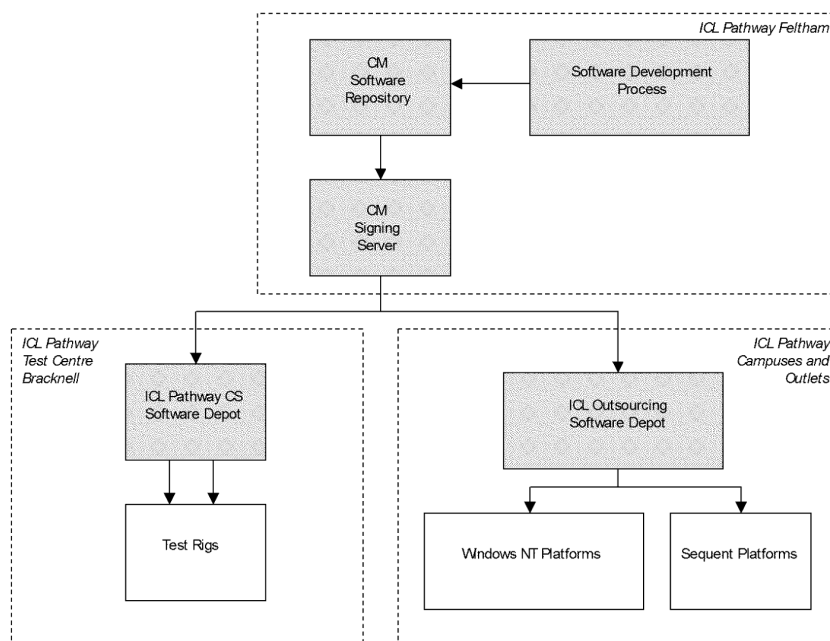 ICL Pathway Feltham
CM
Software
Repository
Software Development
Process
CM
Signing
Server
ICL Pathway
Test Centre
Bracknell
ICL Pathway
Campuses and
Outlets
ICL Pathway CS
Software Depot
ICL Outsourcing
Software Depot
Test Rigs
Windows NT Platforms
Sequent Platforms